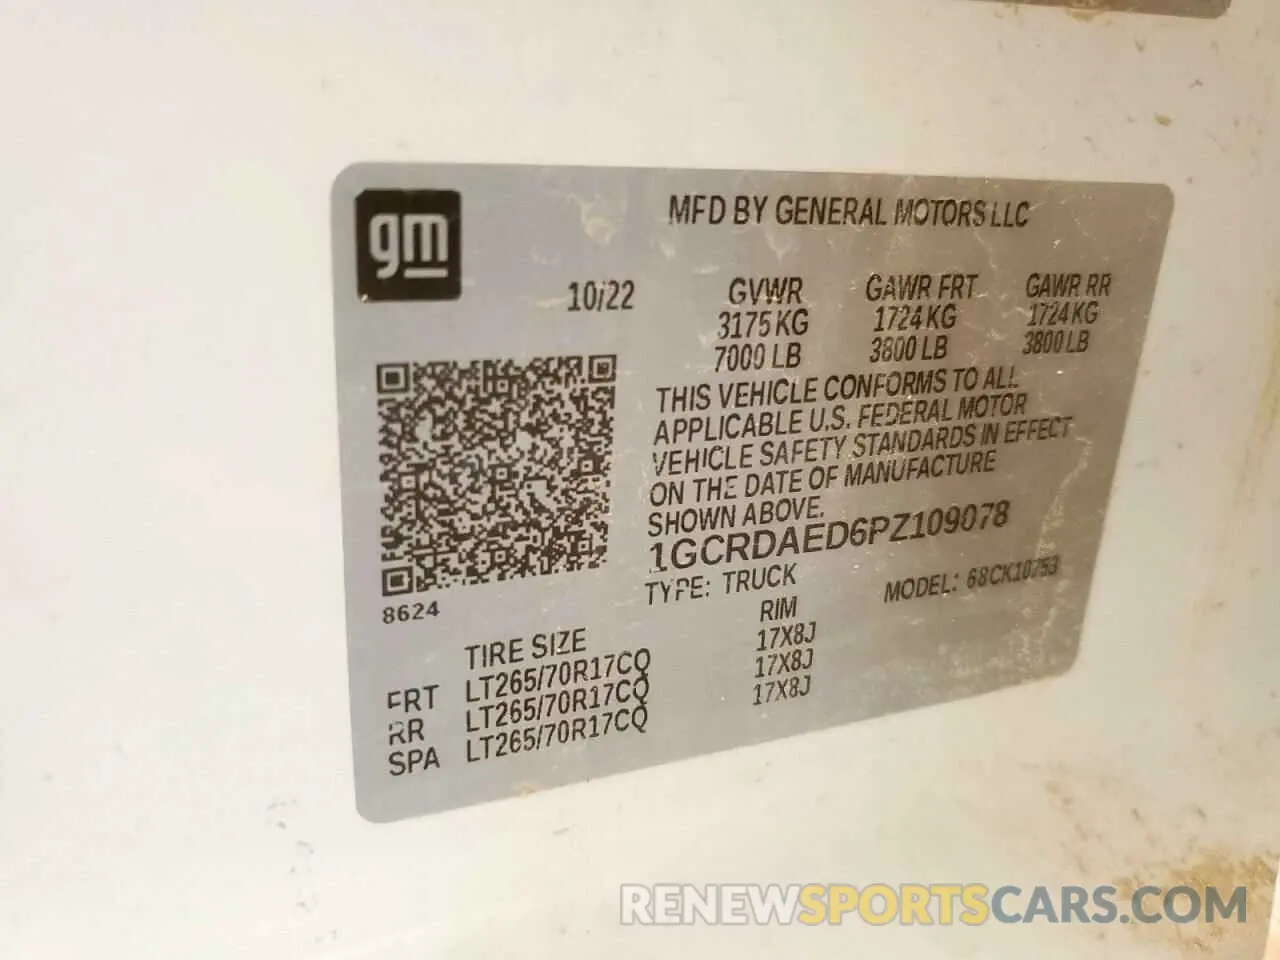 gm
MFD BY GENERAL MOTORS LLC
10/22
GVWR GAWR FRT GAWR RR
3175 KG 1724 KG 1724 KG
7000 LB 3800 LB 3800 LB
THIS VEHICLE CONFORMS TO ALL
APPLICABLE U.S. FEDERAL MOTOR
VEHICLE SAFETY STANDARDS IN EFFECT
ON THE DATE OF MANUFACTURE
SHOWN ABOVE.
1GCRDAED6PZ109078
TYPE: TRUCK MODEL: 68CK10753
8624
TIRE SIZE RIM
FRT LT265/70R17CQ 17X8J
RR LT265/70R17CQ 17X8J
SPA LT265/70R17CQ 17X8J
RENEWSPORTSCARS.COM